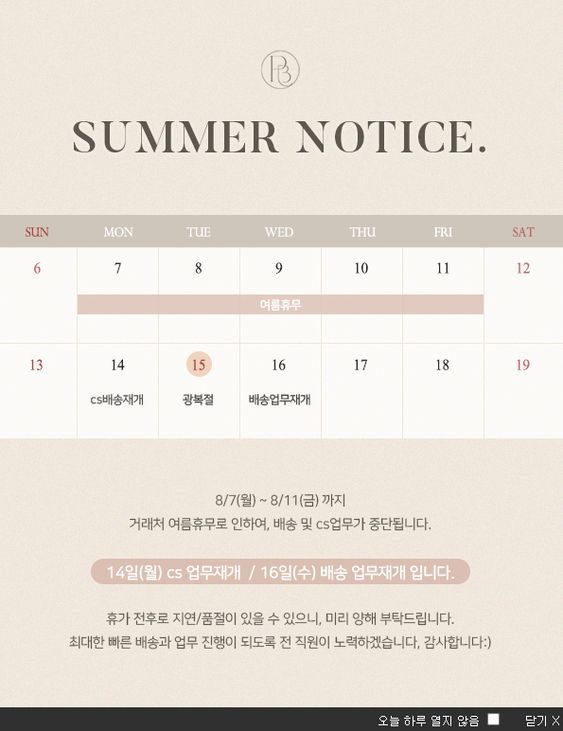 PB
SUMMER NOTICE.
SUN MON TUE WED THU FRI SAT
6 7 8 9 10 11 12
여름휴무
13 14 15 16 17 18 19
cs배송재개 광복절 배송업무재개
8/7(월) ~ 8/11(금) 까지
거래처 여름휴무로 인하여, 배송 및 cs업무가 중단됩니다.
14일(월) cs 업무재개 / 16일(수) 배송 업무재개 입니다.
휴가 전후로 지연/품절이 있을 수 있으니, 미리 양해 부탁드립니다.
최대한 빠른 배송과 업무 진행이 되도록 전 직원이 노력하겠습니다, 감사합니다:)
오늘 하루 열지 않음 닫기 X